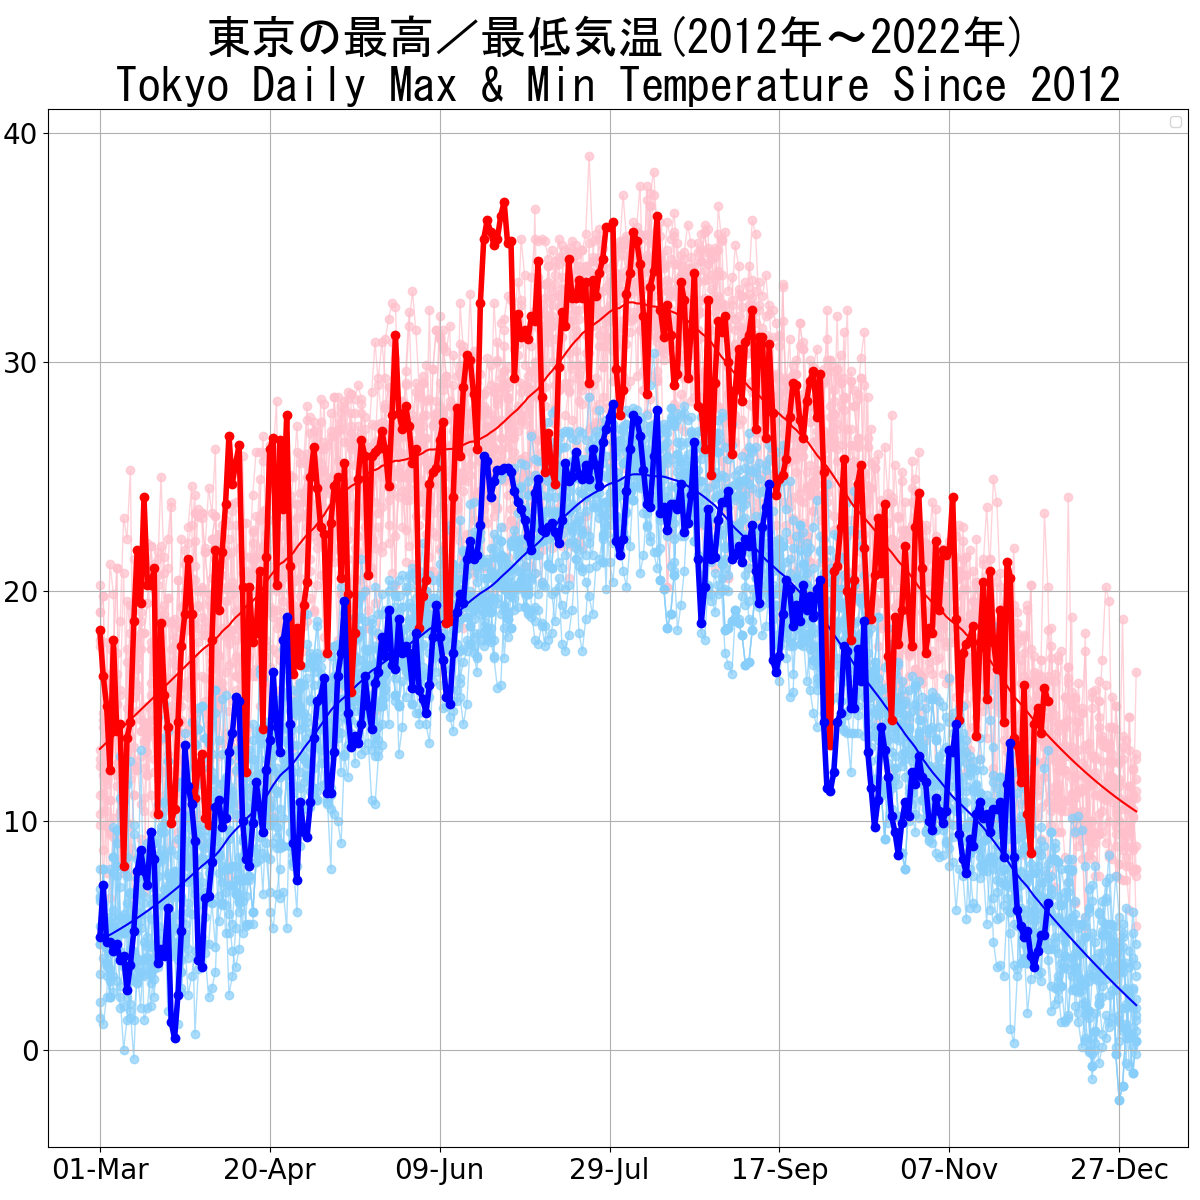 東京の最高／最低気温(2012年～2022年)
Tokyo Daily Max & Min Temperature Since 2012
40
30
20
10
0
01-Mar 20-Apr 09-Jun 29-Jul 17-Sep 07-Nov 27-Dec